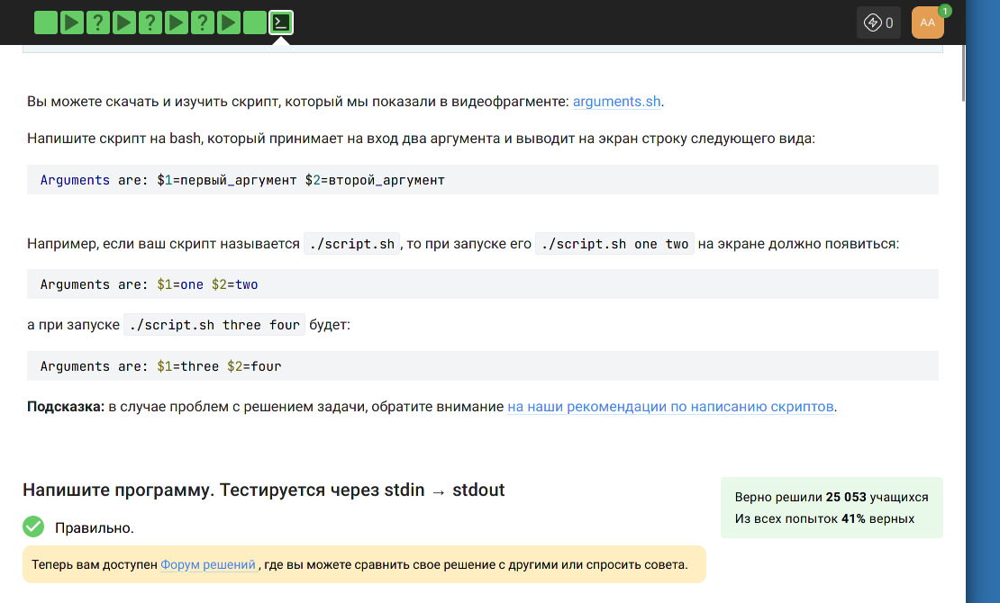 ? ? ?
0
AA
1
Вы можете скачать и изучить скрипт, который мы показали в видеофрагменте: arguments.sh.
Напишите скрипт на bash, который принимает на вход два аргумента и выводит на экран строку следующего вида:
Arguments are: $1=первый_аргумент $2=второй_аргумент
Например, если ваш скрипт называется ./script.sh, то при запуске его ./script.sh one two на экране должно появиться:
Arguments are: $1=one $2=two
а при запуске ./script.sh three four будет:
Arguments are: $1=three $2=four
Подсказка: в случае проблем с решением задачи, обратите внимание на наши рекомендации по написанию скриптов.
Напишите программу. Тестируется через stdin → stdout
Верно решили 25 053 учащихся
Из всех попыток 41% верных
Правильно.
Теперь вам доступен Форум решений, где вы можете сравнить свое решение с другими или спросить совета.